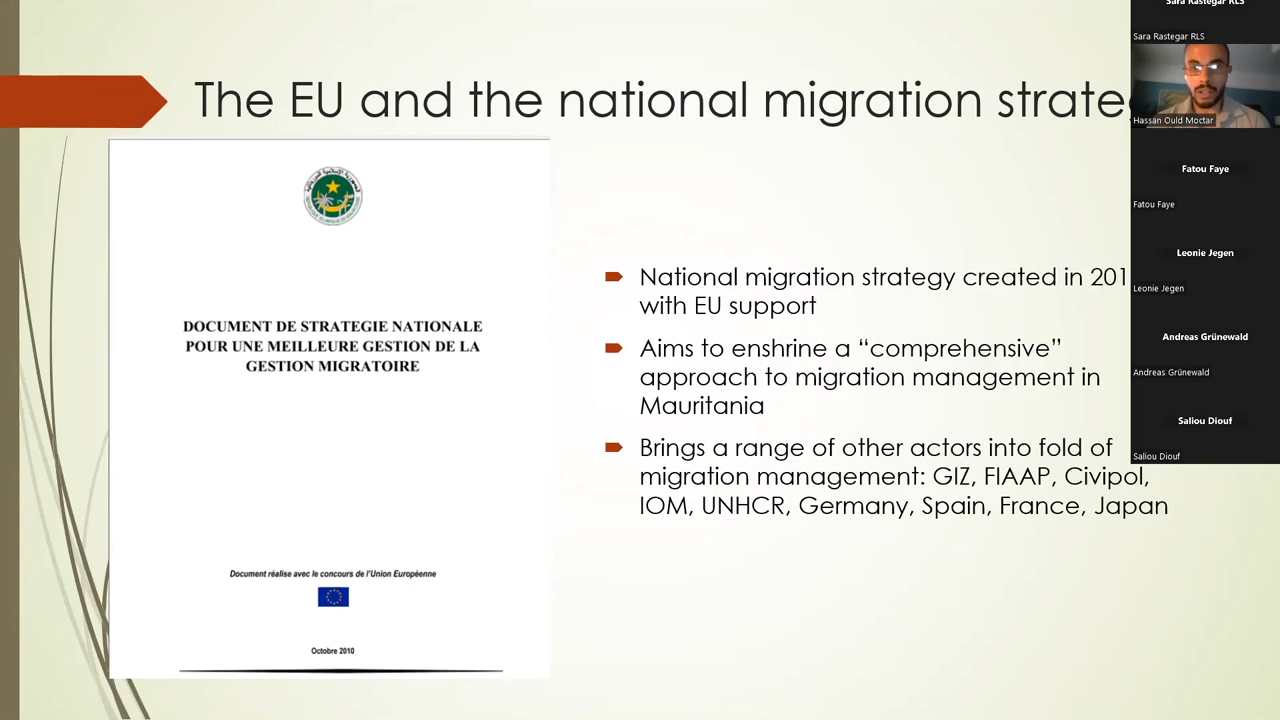 The EU and the national migration strate
DOCUMENT DE STRATEGIE NATIONALE
POUR UNE MEILLEURE GESTION DE LA
GESTION MIGRATOIRE
Document réalise avec le concours de l'Union Européenne
Octobre 2010
National migration strategy created in 201
with EU support
Aims to enshrine a “comprehensive”
approach to migration management in
Mauritania
Brings a range of other actors into fold of
migration management: GIZ, FIAAP, Civipol,
IOM, UNHCR, Germany, Spain, France, Japan
Sara Rastegar RLS
Sara Rastegar RLS
Hassan Ould Moctar
Fatou Faye
Fatou Faye
Leonie Jegen
Leonie Jegen
Andreas Grünewald
Andreas Grünewald
Saliou Diouf
Saliou Diouf